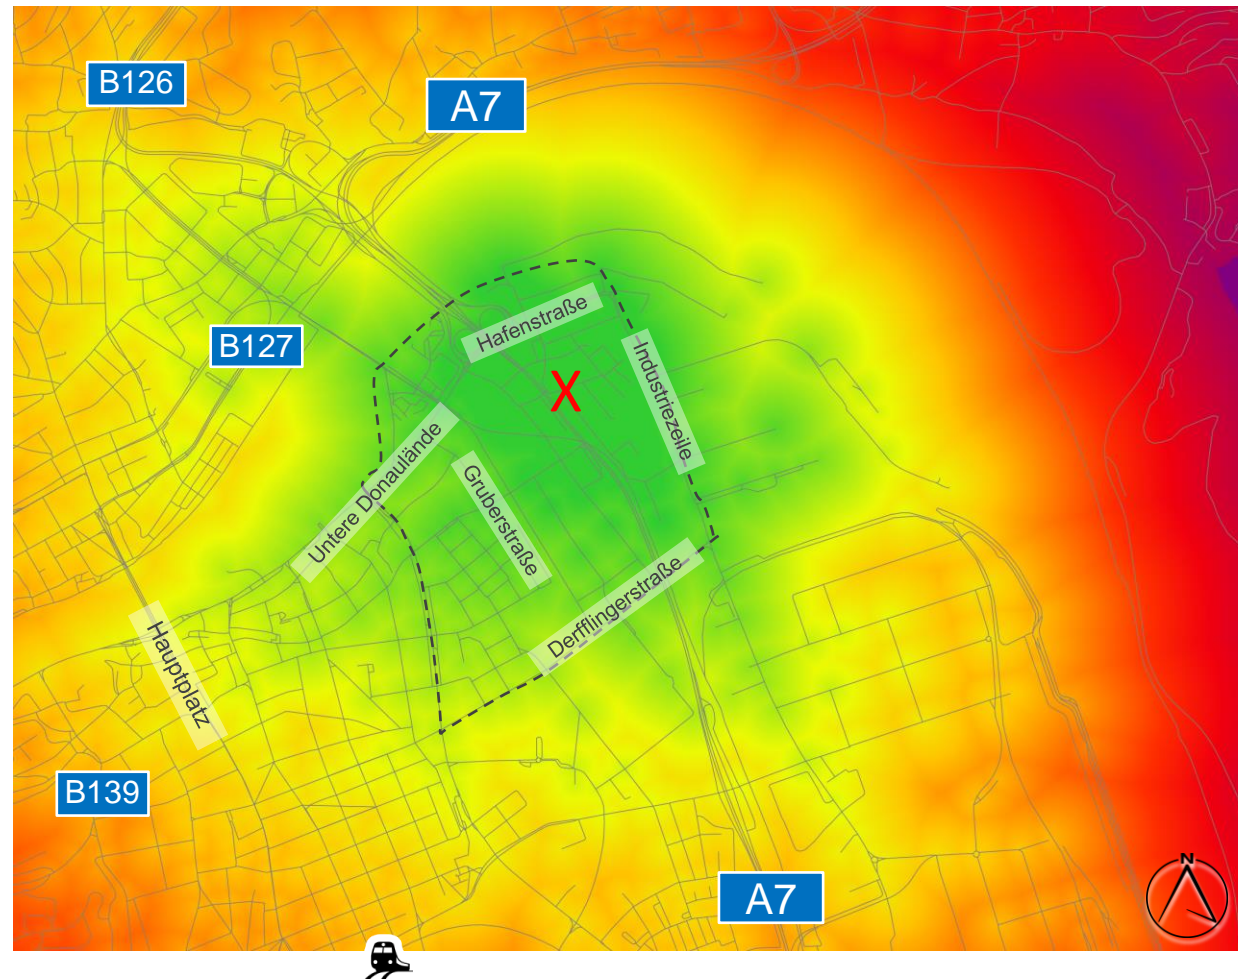 B126
A7
Hafenstraße
B127
Industriezeile
Untere Donaulände
Gruberstraße
X
Derfflingerstraße
Hauptplatz
B139
A7
N